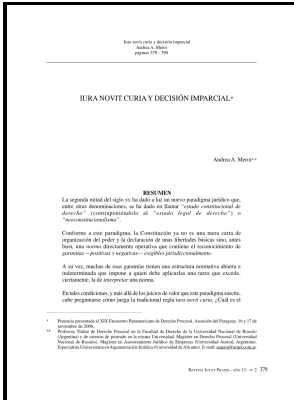 Iura novit curia y decisión imparcial
Andrea A. Meroi
páginas 379 - 390
IURA NOVIT CURIA Y DECISIÓN IMPARCIAL*
Andrea A. Meroi**
RESUMEN
La segunda mitad del siglo XX ha dado a luz un nuevo paradigma jurídico que,
entre otras denominaciones, se ha dado en llamar "estado constitucional de
derecho" (contraponiéndolo al "estado legal de derecho") o
"neoconstitucionalismo".
Conforme a este paradigma, la Constitución ya no es una mera carta de
organización del poder y la declaración de unas libertades básicas sino, antes
bien, una norma directamente operativa que contiene el reconocimiento de
garantías —positivas y negativas— exigibles jurisdiccionalmente.
A su vez, muchas de esas garantías tienen una estructura normativa abierta e
indeterminada que impone a quien debe aplicarlas una tarea que excede,
ciertamente, la de interpretar una norma.
En tales condiciones, y más allá de los juicios de valor que este paradigma suscite,
cabe preguntarse cómo juega la tradicional regla iura novit curia. ¿Cuál es el
* Ponencia presentada al XIX Encuentro Panamericano de Derecho Procesal, Asunción del Paraguay, 16 y 17 de
noviembre de 2006.
** Profesora Titular de Derecho Procesal en la Facultad de Derecho de la Universidad Nacional de Rosario
(Argentina) y de carreras de postgrado en la misma Universidad. Magíster en Derecho Procesal (Universidad
Nacional de Rosario). Magíster en Asesoramiento Jurídico de Empresas (Universidad Austral, Argentina).
Especialista Universitaria en Argumentación Jurídica (Universidad de Alicante). E-mail: ameroi@arnet.com.ar.
REVISTA IUS ET PRAXIS - AÑO 13 - Nº 2 379